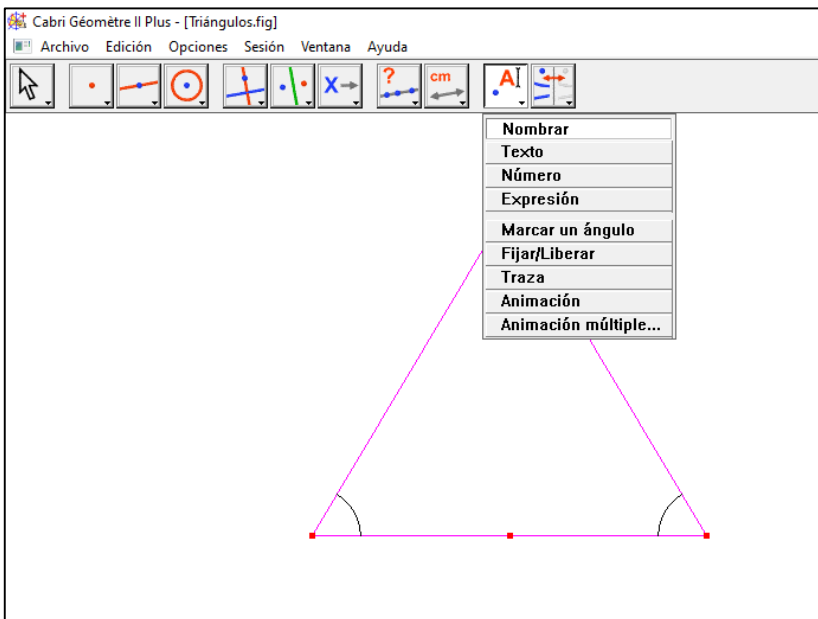 Cabri Géomètre II Plus - [Triángulos.fig]
Archivo Edición Opciones Sesión Ventana Ayuda
X ? cm A
Nombrar
Texto
Número
Expresión
Marcar un ángulo
Fijar/Liberar
Traza
Animación
Animación múltiple...